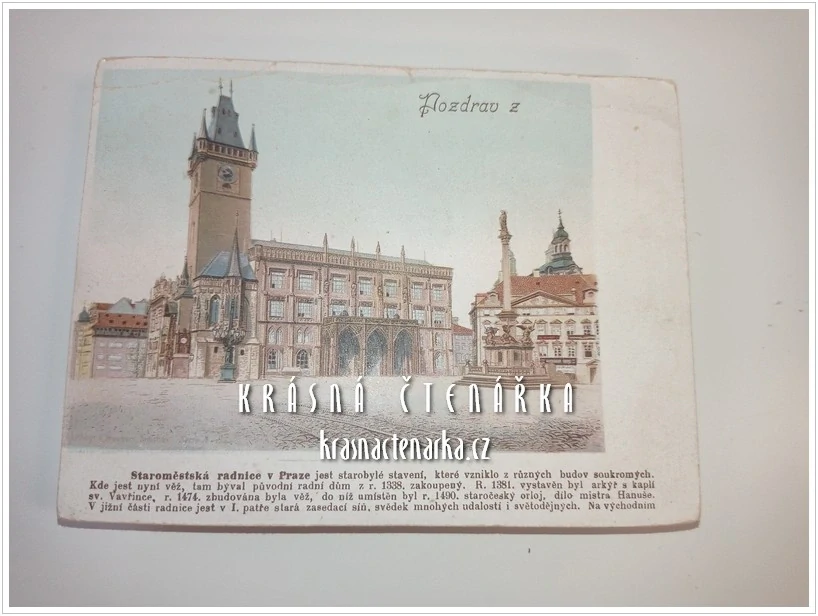 Pozdrav z
KRÁSNÁ ČTENÁŘKA
krasnactenarka.cz
Staroměstská radnice v Praze jest starobylé stavení, které vzniklo z různých budov soukromých.
Kde jest nyní věž, tam býval původní radní dům z r. 1338. zakoupený. R. 1381. vystavěn byl arkýř s kaplí
sv. Vavřince, r. 1474. zbudována byla věž, do níž umístěn byl r. 1490. staročeský orloj, dílo mistra Hanuše.
V jižní části radnice jest v I. patře stará zasedací síň, svědek mnohých udalostí i světodějných. Na východním